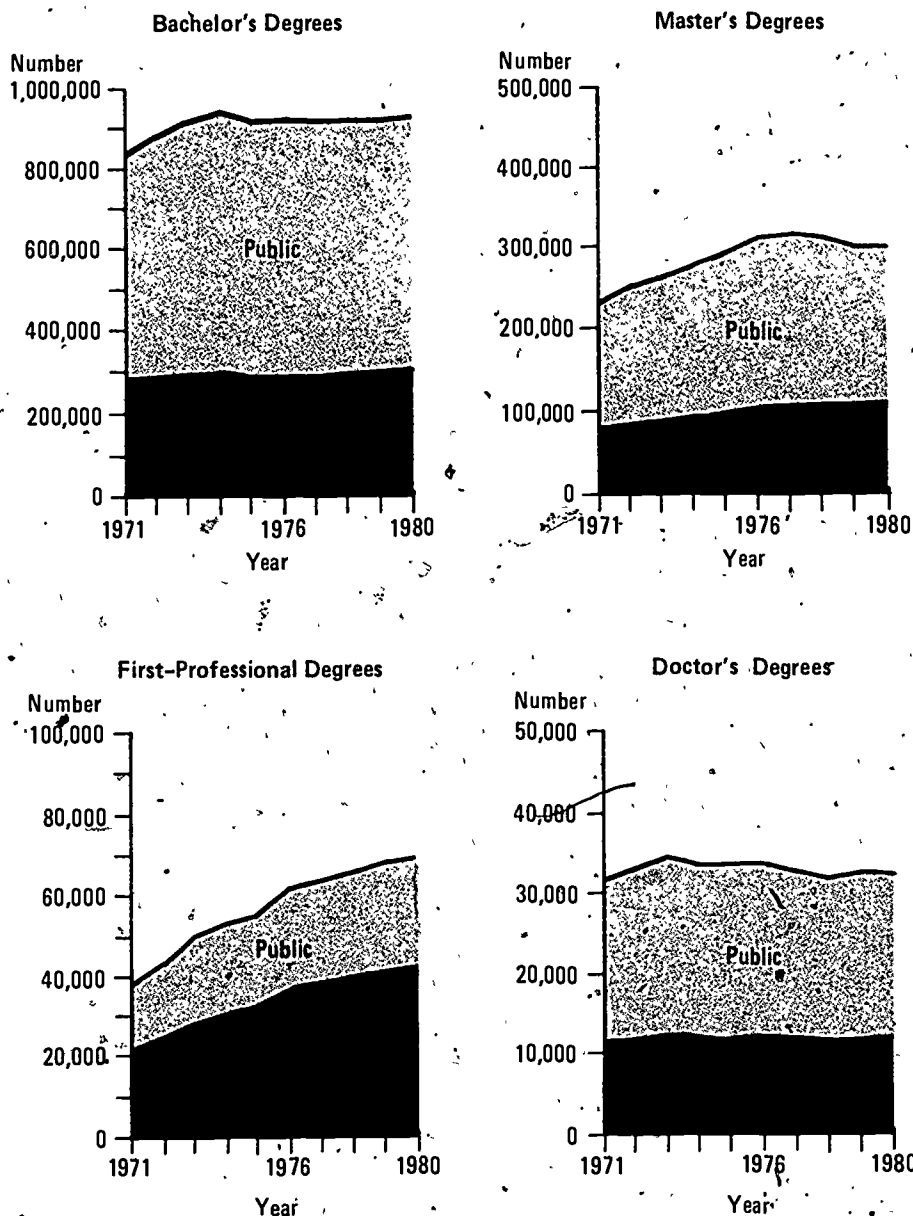 Bachelor's Degrees
Number
1,000,000
800,000
600,000
400,000
200,000
0
Public
1971 1976 1980
Year
Master's Degrees
Number
500,000
400,000
300,000
200,000
100,000
0
Public
1971 1976 1980
Year
First-Professional Degrees
Number
100,000
80,000
60,000
40,000
20,000
0
Public
1971 1976 1980
Year
Doctor's Degrees
Number
50,000
40,000
30,000
20,000
10,000
0
Public
1971 1976 1980
Year